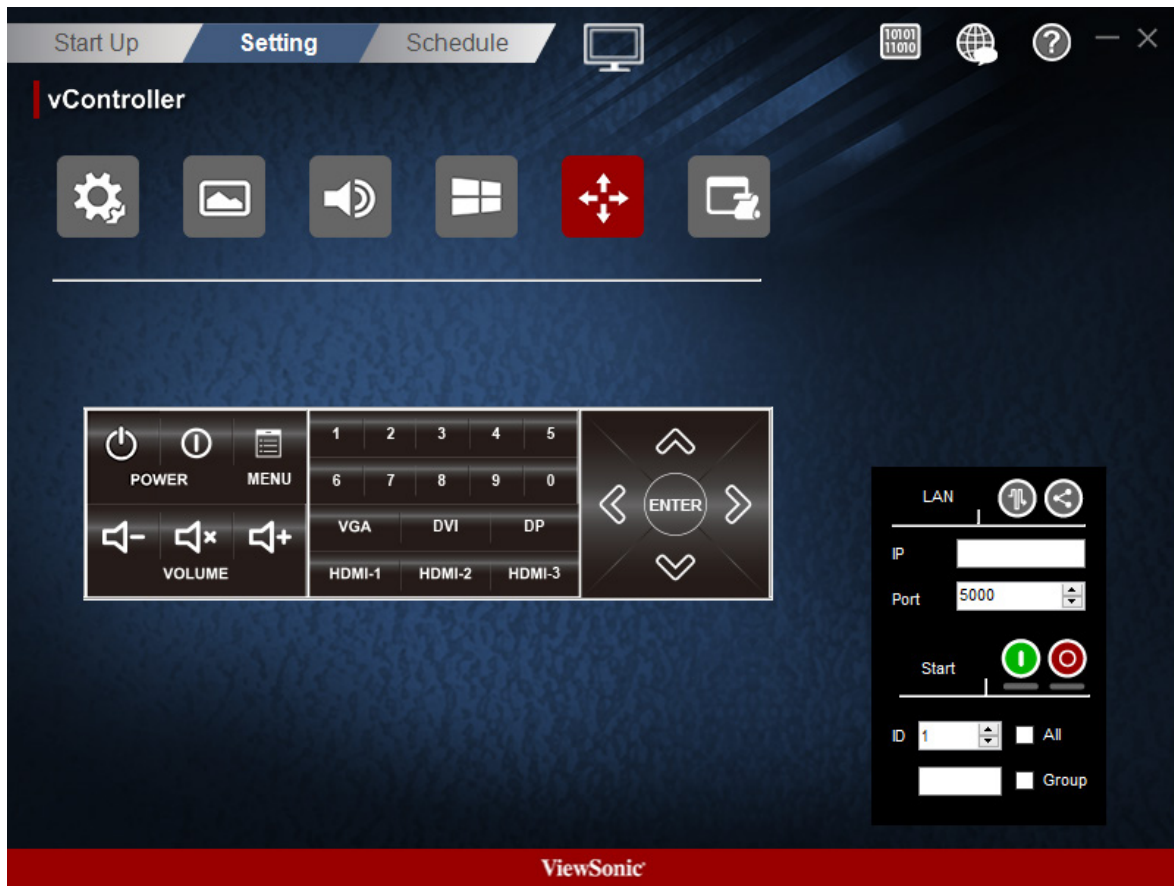 Start Up Setting Schedule
10101
11010
?
vController
1 2 3 4 5
POWER MENU
6 7 8 9 0
VGA DVI DP
VOLUME
HDMI-1 HDMI-2 HDMI-3
ENTER
LAN
IP
Port 5000
Start
ID 1 All
Group
ViewSonic